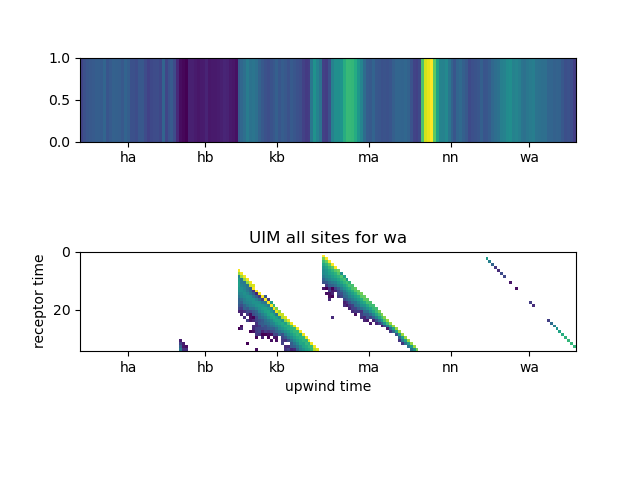 1.0
0.5
0.0
ha hb kb ma nn wa
UIM all sites for wa
0
receptor time
20
ha hb kb ma nn wa
upwind time